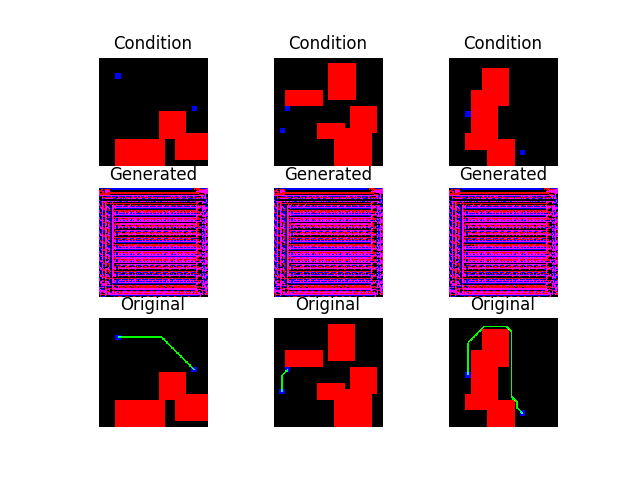 Condition Condition Condition
Generated Generated Generated
Original Original Original